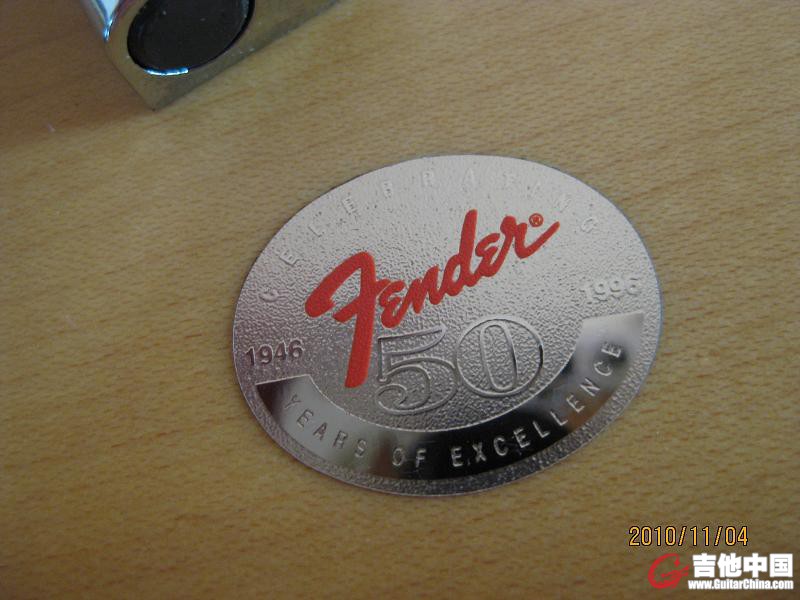 CELEBRATING
Fender®
1946
1996
50
YEARS OF EXCELLENCE
2010/11/04
吉他中国
www.GuitarChina.com